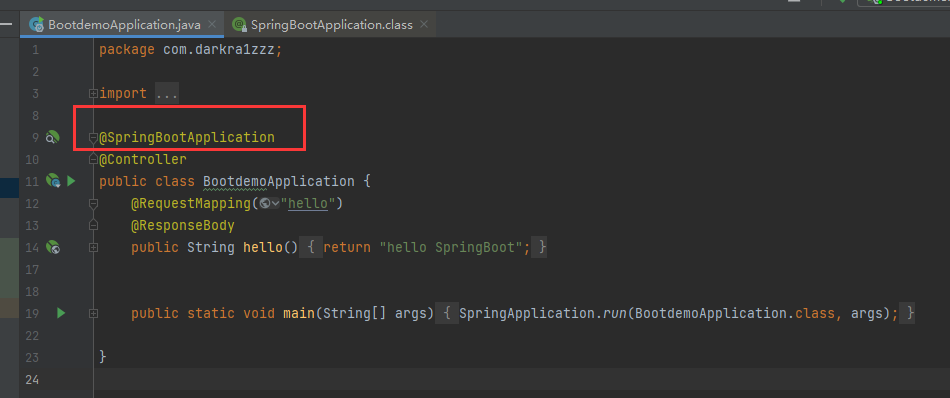 BootdemoApplication.java × SpringBootApplication.class ×
1 package com.darkra1zzz;
2
3 import ...
8
9 @SpringBootApplication
10 @Controller
11 public class BootdemoApplication {
12 @RequestMapping("hello")
13 @ResponseBody
14 public String hello() { return "hello SpringBoot"; }
17
18
19 public static void main(String[] args) { SpringApplication.run(BootdemoApplication.class, args); }
22
23 }
24